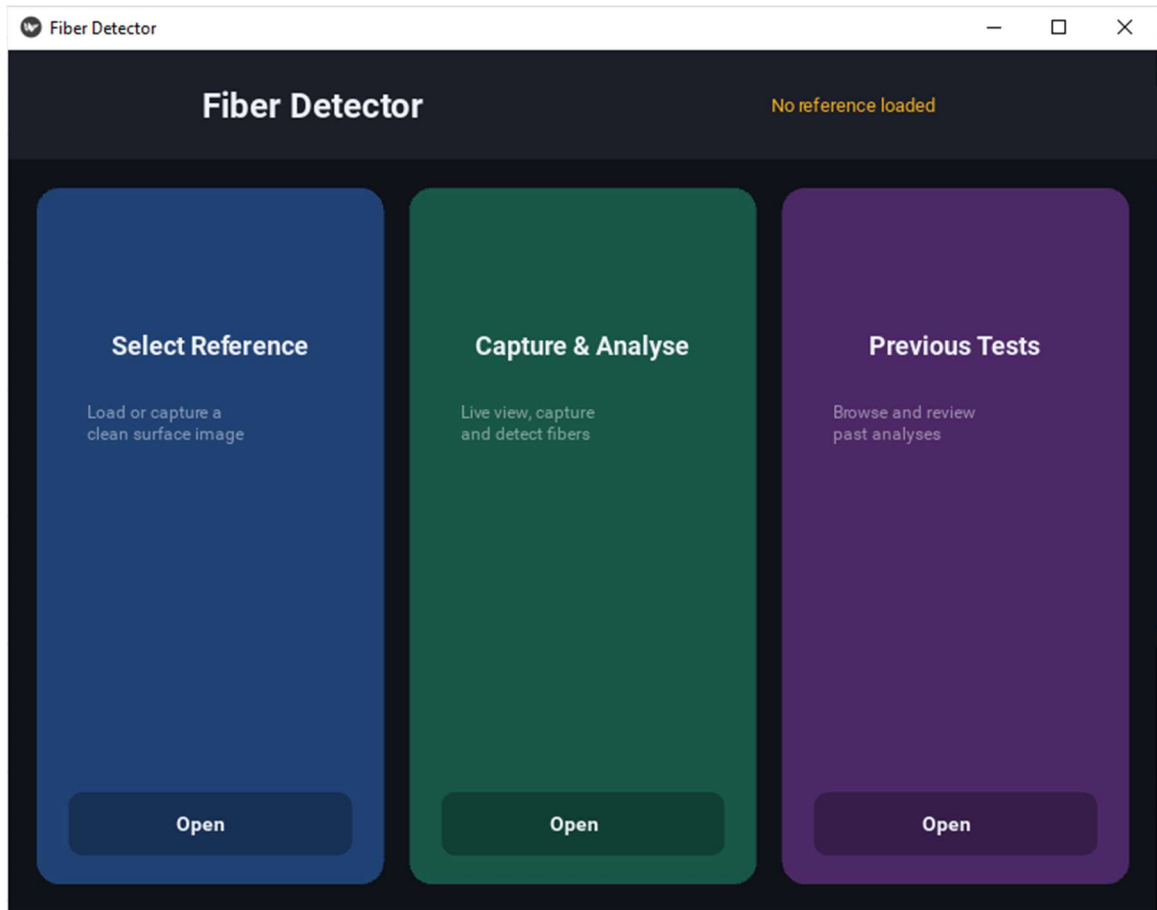 Fiber Detector
Fiber Detector
No reference loaded
Select Reference
Load or capture a
clean surface image
Open
Capture & Analyse
Live view, capture
and detect fibers
Open
Previous Tests
Browse and review
past analyses
Open